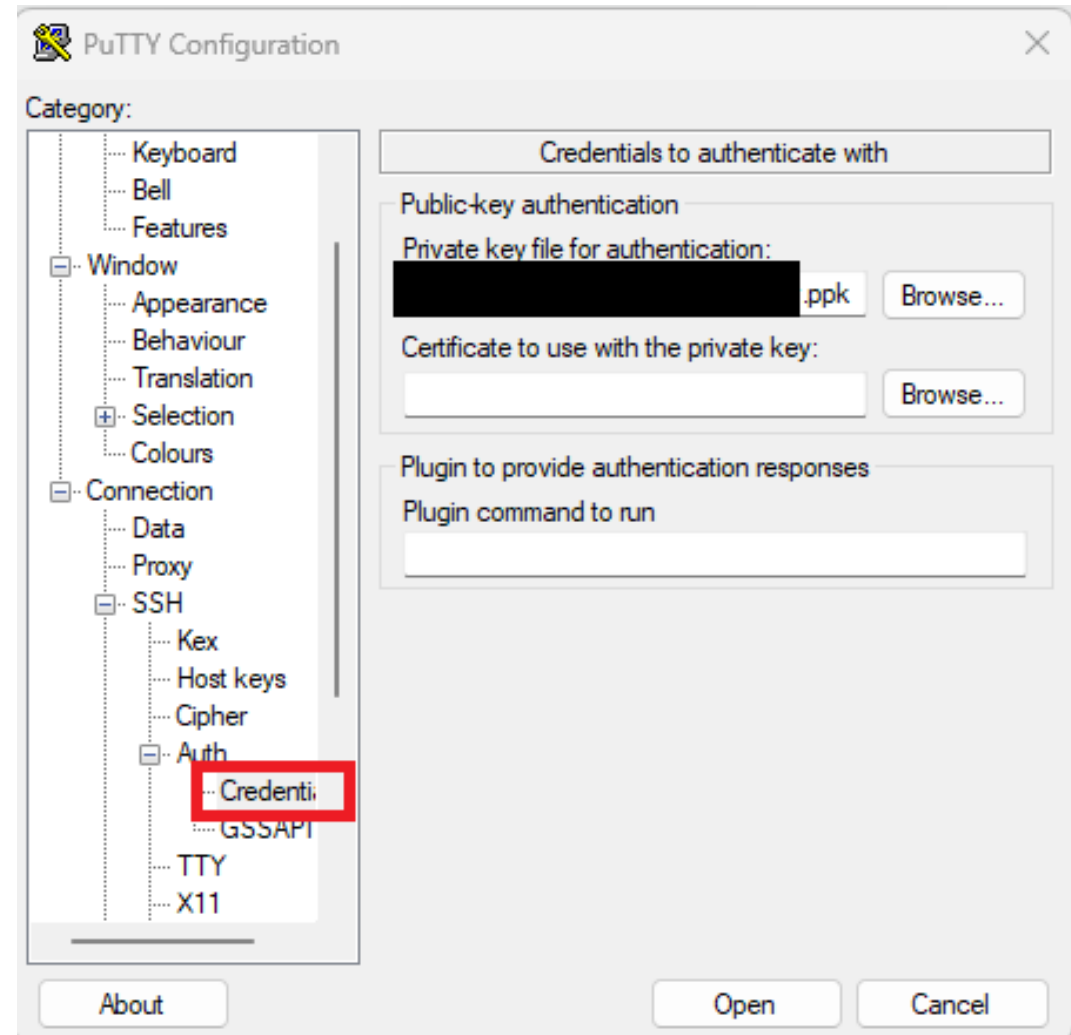 PuTTY Configuration
Category:
Keyboard
Bell
Features
Window
Appearance
Behaviour
Translation
Selection
Colours
Connection
Data
Proxy
SSH
Kex
Host keys
Cipher
Auth
Credenti
GSSAPI
TTY
X11
Credentials to authenticate with
Public-key authentication
Private key file for authentication:
.ppk
Browse...
Certificate to use with the private key:
Browse...
Plugin to provide authentication responses
Plugin command to run
About
Open
Cancel